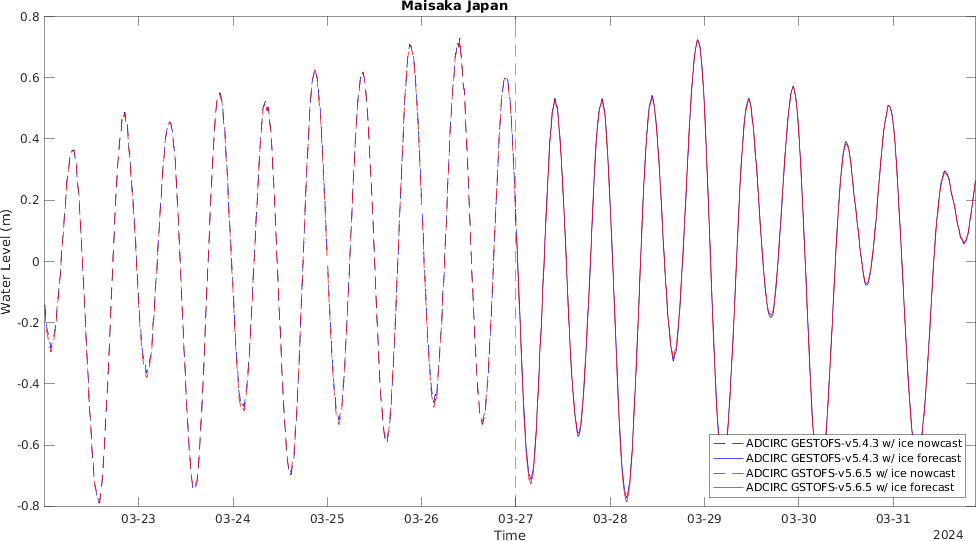 Maisaka Japan
0.8
0.6
0.4
0.2
0
-0.2
-0.4
-0.6
-0.8
Water Level (m)
03-23
03-24
03-25
03-26
03-27
03-28
03-29
03-30
03-31
Time
2024
ADCIRC GESTOFS-v5.4.3 w/ ice nowcast
ADCIRC GESTOFS-v5.4.3 w/ ice forecast
ADCIRC GSTOFS-v5.6.5 w/ ice nowcast
ADCIRC GSTOFS-v5.6.5 w/ ice forecast